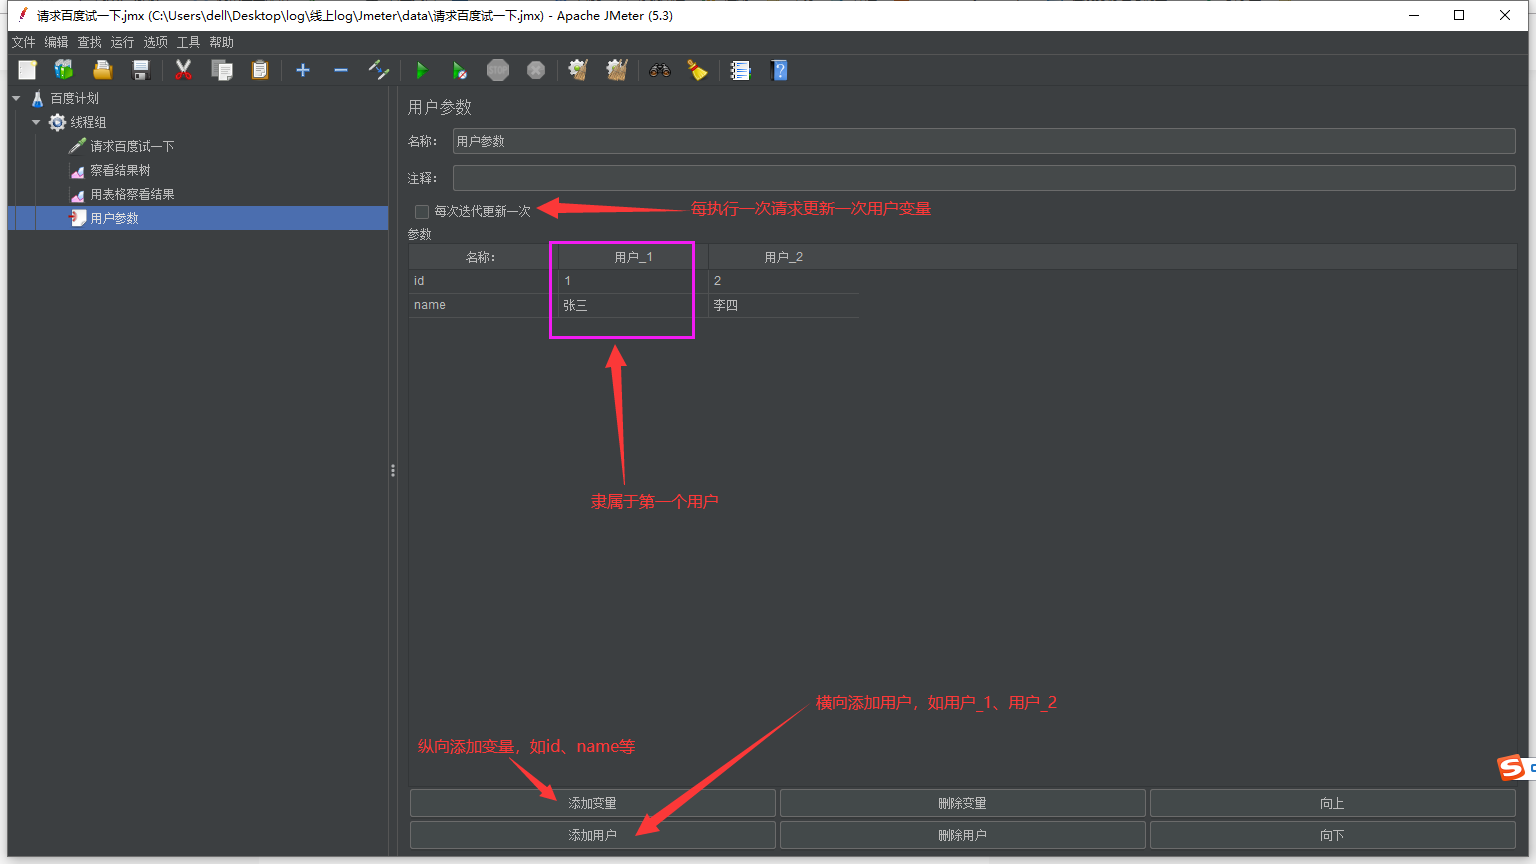 请求百度试一下.jmx (C:\Users\dell\Desktop\log\线上log\Jmeter\data\请求百度试一下.jmx) - Apache JMeter (5.3)
文件 编辑 查找 运行 选项 工具 帮助
STOP
百度计划
线程组
请求百度试一下
察看结果树
用表格察看结果
用户参数
用户参数
名称：
用户参数
注释：
每次迭代更新一次
每执行一次请求更新一次用户变量
参数
名称: 用户_1 用户_2
id 1 2
name 张三 李四
隶属于第一个用户
横向添加用户，如用户_1、用户_2
纵向添加变量，如id、name等
添加变量 删除变量 向上
添加用户 删除用户 向下